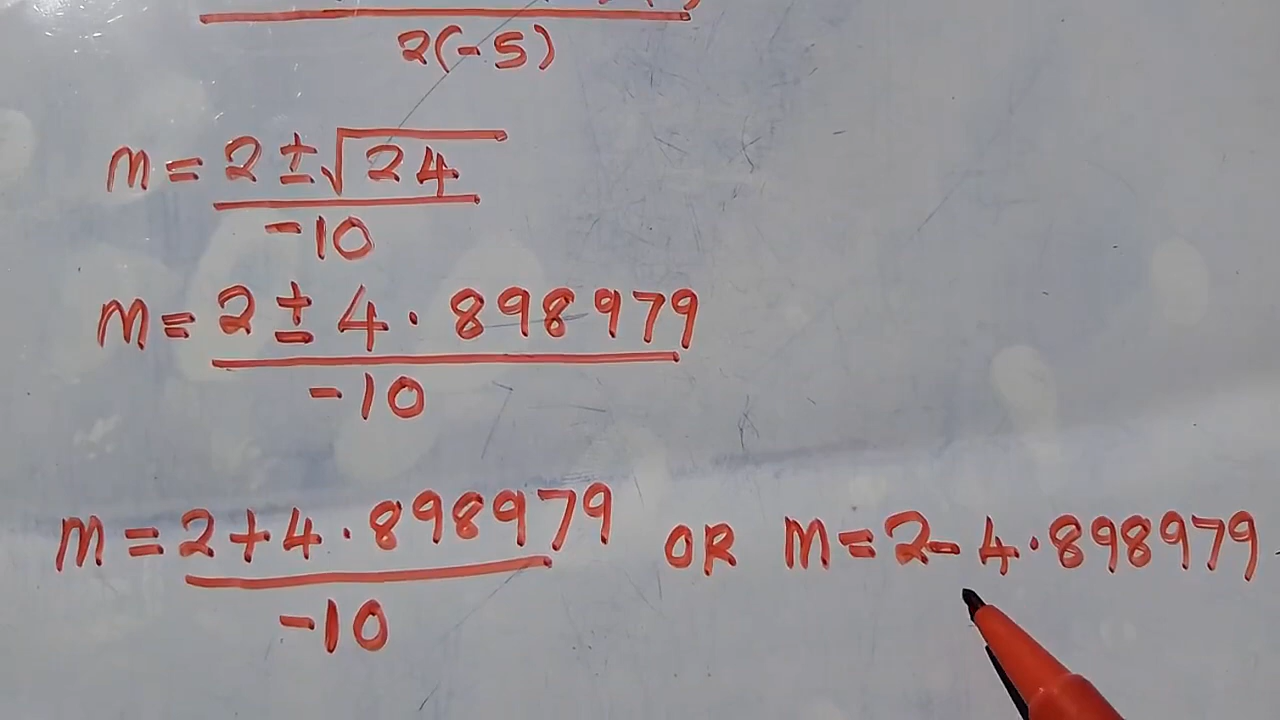 2(-5)
m = 2 ± √24
-10
m = 2 ± 4.898979
-10
m = 2 + 4.898979 OR m = 2 - 4.898979
-10